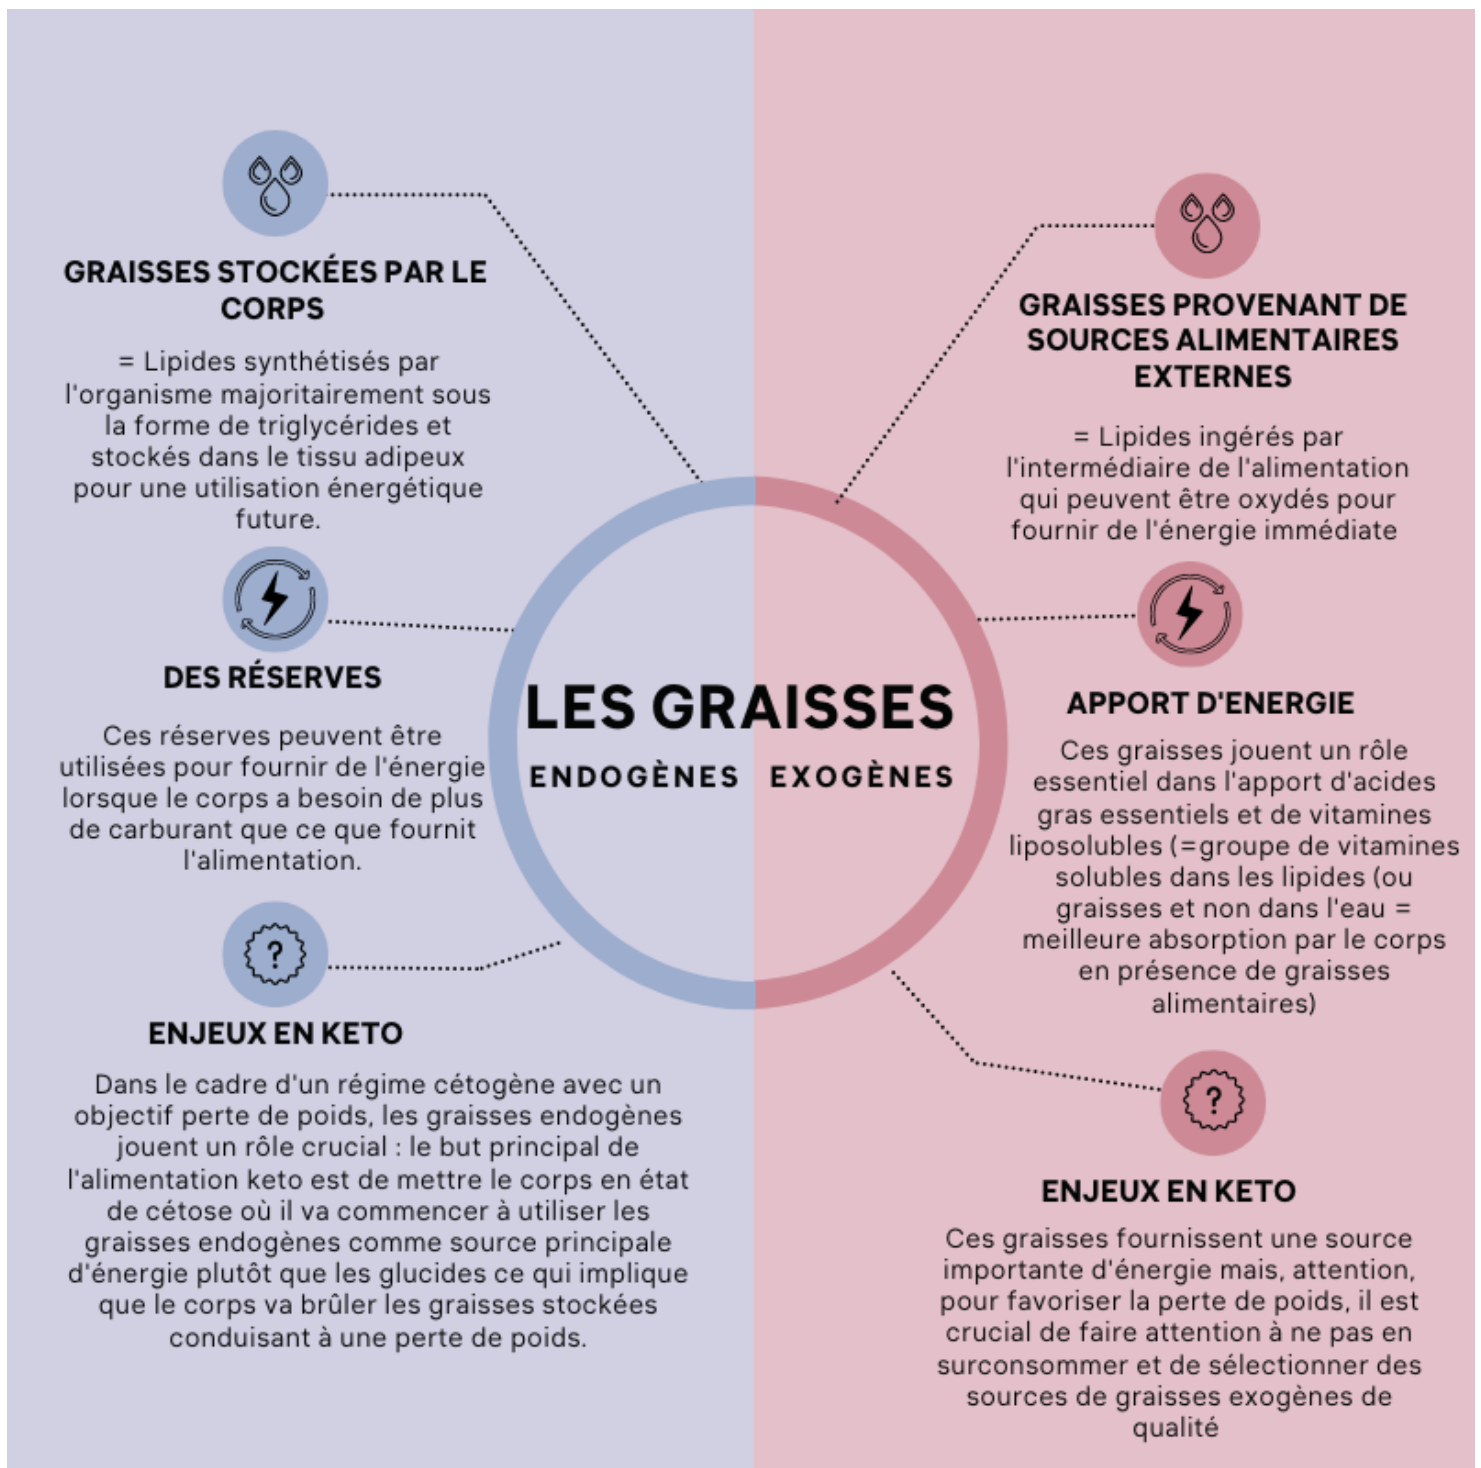 GRAISSES STOCKÉES PAR LE
CORPS
= Lipides synthétisés par
l'organisme majoritairement sous
la forme de triglycérides et
stockés dans le tissu adipeux
pour une utilisation énergétique
future.
DES RÉSERVES
Ces réserves peuvent être
utilisées pour fournir de l'énergie
lorsque le corps a besoin de plus
de carburant que ce que fournit
l'alimentation.
ENJEUX EN KETO
Dans le cadre d'un régime cétogène avec un
objectif perte de poids, les graisses endogènes
jouent un rôle crucial : le but principal de
l'alimentation keto est de mettre le corps en état
de cétose où il va commencer à utiliser les
graisses endogènes comme source principale
d'énergie plutôt que les glucides ce qui implique
que le corps va brûler les graisses stockées
conduisant à une perte de poids.
LES GRAISSES
ENDOGÈNES EXOGÈNES
GRAISSES PROVENANT DE
SOURCES ALIMENTAIRES
EXTERNES
= Lipides ingérés par
l'intermédiaire de l'alimentation
qui peuvent être oxydés pour
fournir de l'énergie immédiate
APPORT D'ENERGIE
Ces graisses jouent un rôle
essentiel dans l'apport d'acides
gras essentiels et de vitamines
liposolubles (=groupe de vitamines
solubles dans les lipides (ou
graisses et non dans l'eau =
meilleure absorption par le corps
en présence de graisses
alimentaires)
ENJEUX EN KETO
Ces graisses fournissent une source
importante d'énergie mais, attention,
pour favoriser la perte de poids, il est
crucial de faire attention à ne pas en
surconsommer et de sélectionner des
sources de graisses exogènes de
qualité